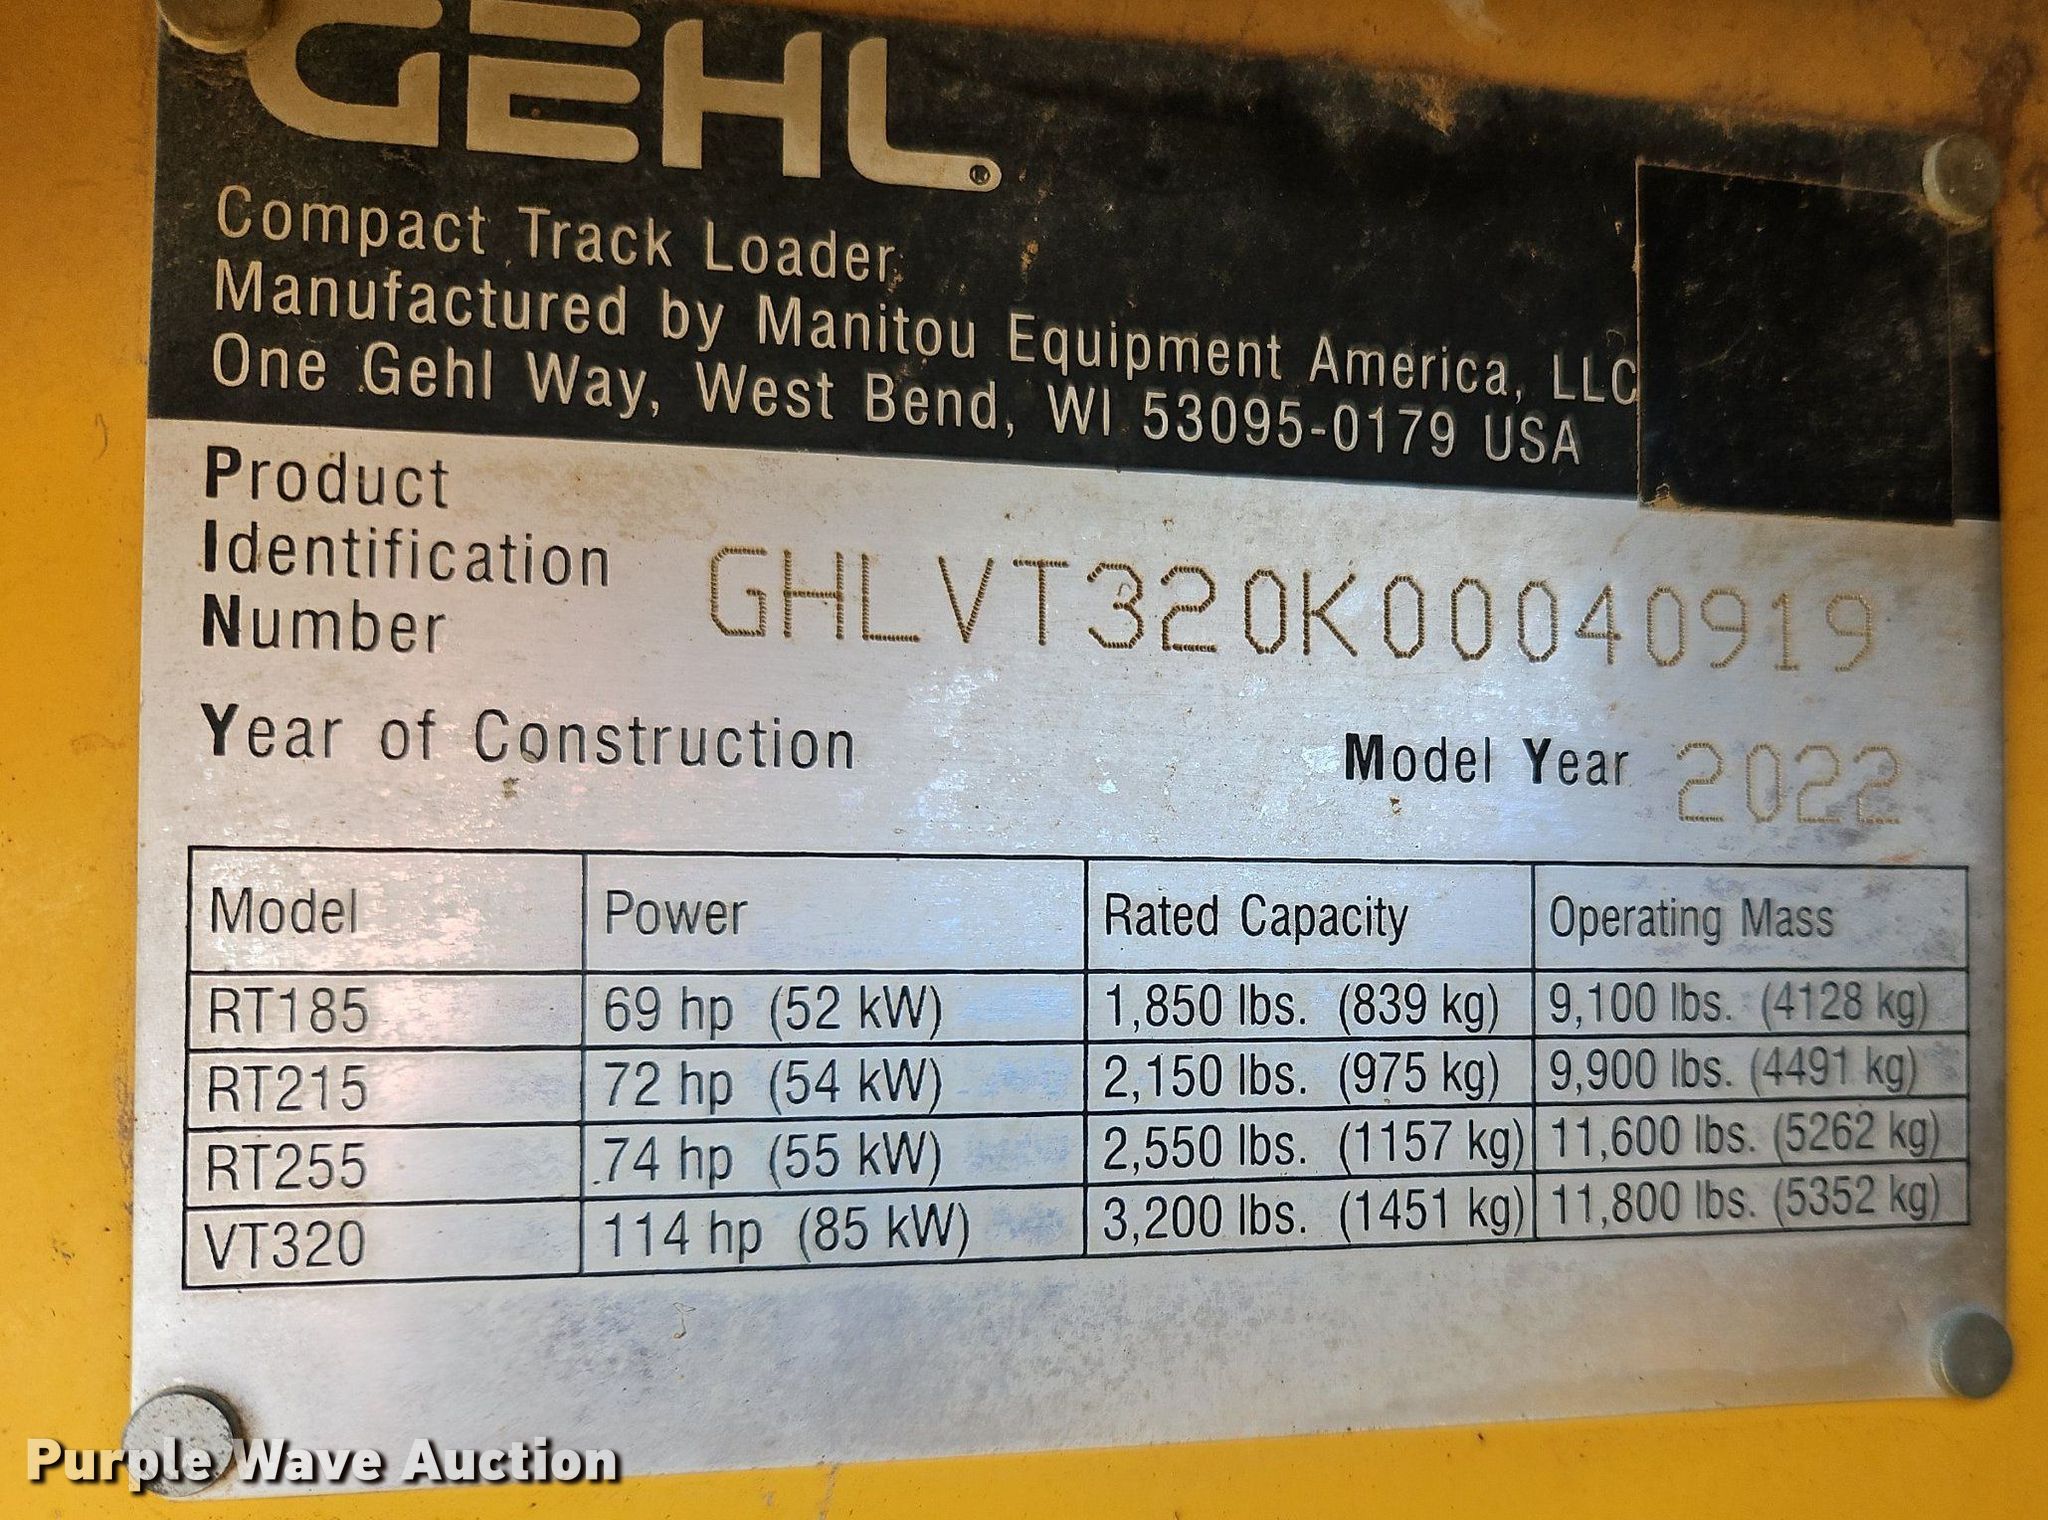 GEHL®
Compact Track Loader
Manufactured by Manitou Equipment America, LLC
One Gehl Way, West Bend, WI 53095-0179 USA
Product
Identification
Number GHLVT320K00040919
Year of Construction Model Year 2022
Model Power Rated Capacity Operating Mass
RT185 69 hp (52 kW) 1,850 lbs. (839 kg) 9,100 lbs. (4128 kg)
RT215 72 hp (54 kW) 2,150 lbs. (975 kg) 9,900 lbs. (4491 kg)
RT255 74 hp (55 kW) 2,550 lbs. (1157 kg) 11,600 lbs. (5262 kg)
VT320 114 hp (85 kW) 3,200 lbs. (1451 kg) 11,800 lbs. (5352 kg)
Purple Wave Auction